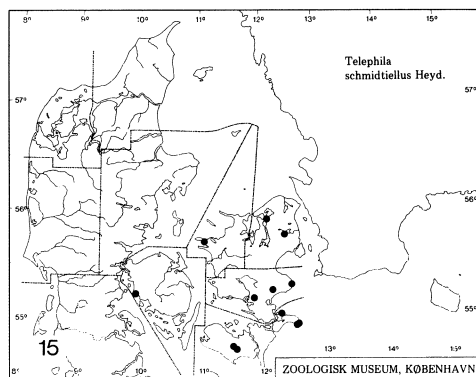 8° 9° 10° 11° 12° 13° 14° 15°
Telephila
schmidtiellus Heyd.
57° 57°
56° 56°
55° 55°
15
8° 9° 10° 11° 12° 13° 14° 15°
ZOOLOGISK MUSEUM, KØBENHAVN